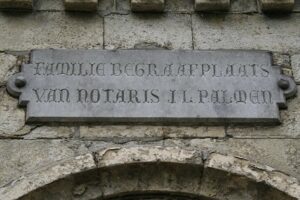 FAMILIE BEGRAAFPLAATS
VAN NOTARIS I L PALMEN